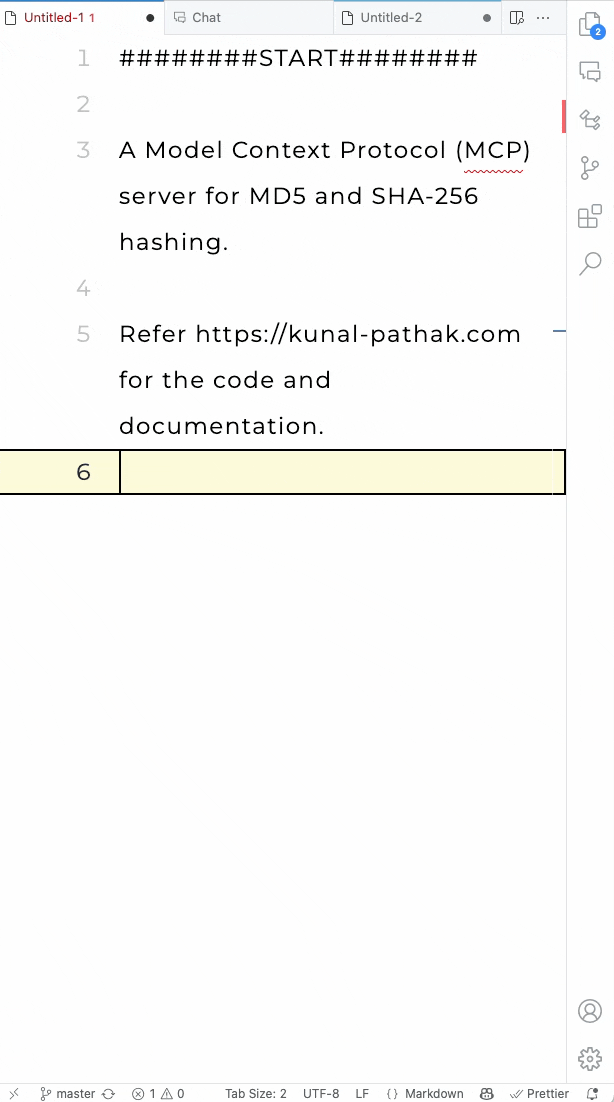 Untitled-1 1
Chat
Untitled-2
2
1 ########START########
2
3 A Model Context Protocol (MCP)
server for MD5 and SHA-256
hashing.
4
5 Refer https://kunal-pathak.com
for the code and
documentation.
6
master 1 0 Tab Size: 2 UTF-8 LF {} Markdown Prettier